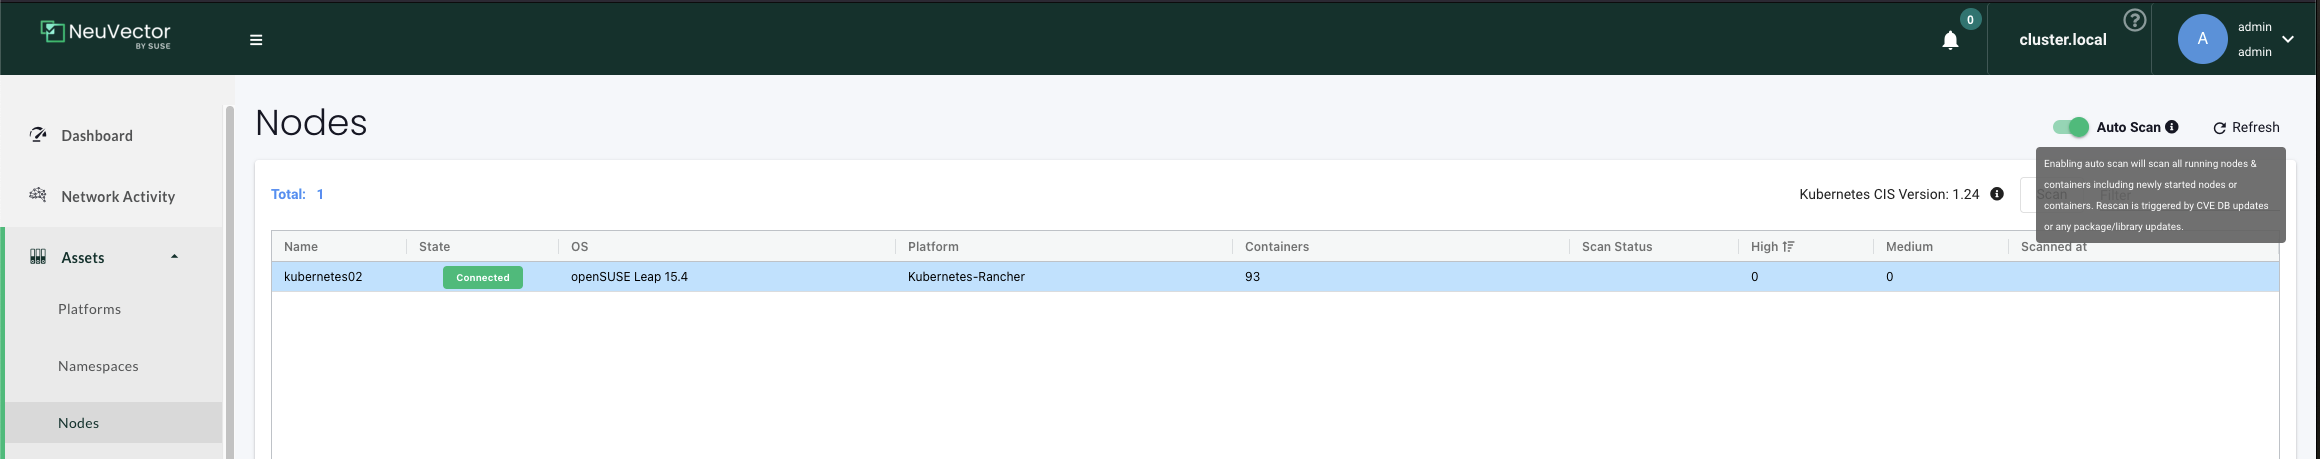 NeuVector
BY SUSE
0
cluster.local
?
A
admin
admin
Dashboard
Network Activity
Assets
Platforms
Namespaces
Nodes
Nodes
Auto Scan
Refresh
Enabling auto scan will scan all running nodes &
containers including newly started nodes or
containers. Rescan is triggered by CVE DB updates
or any package/library updates.
Total: 1
Kubernetes CIS Version: 1.24
Scan
Filter
Name State OS Platform Containers Scan Status High Medium Scanned at
kubernetes02 Connected openSUSE Leap 15.4 Kubernetes-Rancher 93 0 0